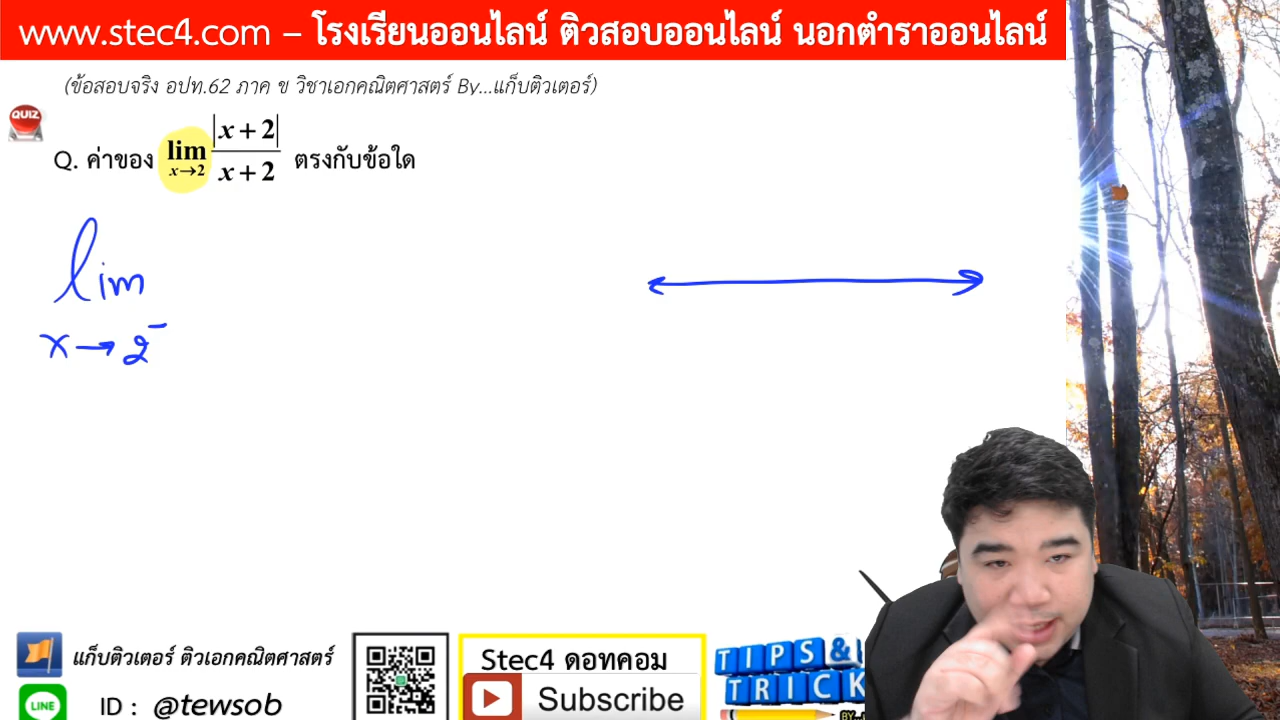 www.stec4.com – โรงเรียนออนไลน์ ติวสอบออนไลน์ นอกตำราออนไลน์
(ข้อสอบจริง อปท.62 ภาค ข วิชาเอกคณิตศาสตร์ By...แก็บติวเตอร์)
QUIZ
Q. ค่าของ lim x→2 |x + 2| / x + 2 ตรงกับข้อใด
lim
x → 2⁻
แก็บติวเตอร์ ติวเอกคณิตศาสตร์
LINE ID : @tewsob
Stec4 ดอทคอม
Subscribe
TIPS &
TRICK